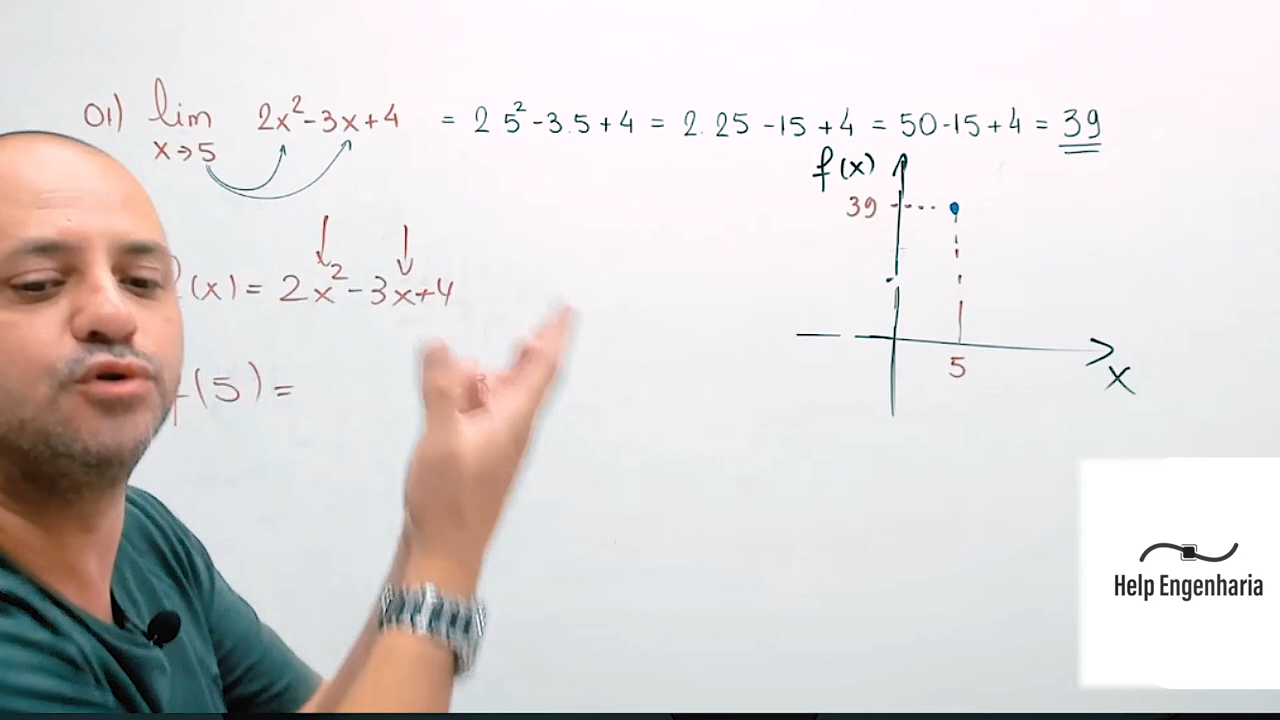 01) lim 2x²-3x+4 = 2 5² -3.5+4 = 2. 25 -15 +4 = 50-15+4 = 39
x→5
f(x)
39
(x) = 2x²-3x+4
5
x
f(5) =
Help Engenharia